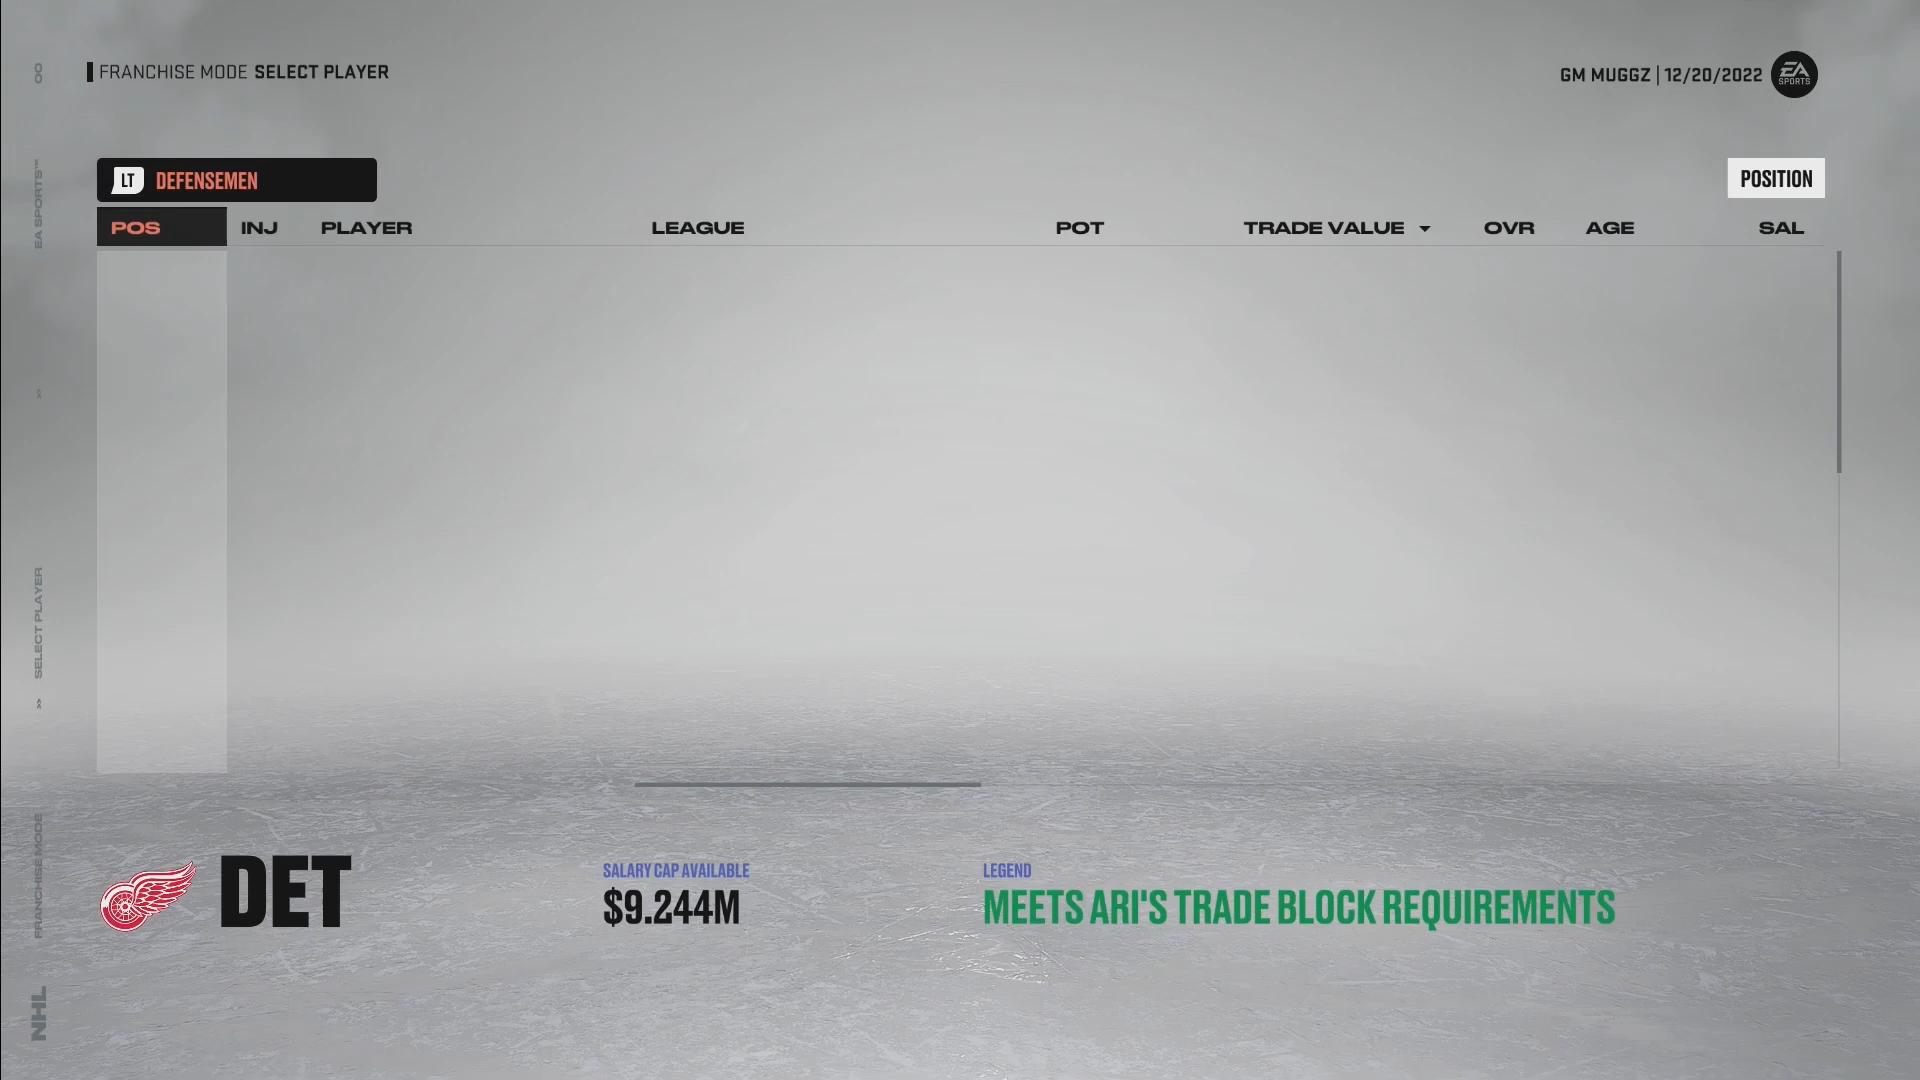 FRANCHISE MODE SELECT PLAYER
GM MUGGZ | 12/20/2022
EA SPORTS
LT DEFENSEMEN
POSITION
POS INJ PLAYER LEAGUE POT TRADE VALUE OVR AGE SAL
DET
SALARY CAP AVAILABLE
$9.244M
LEGEND
MEETS ARI'S TRADE BLOCK REQUIREMENTS
NHL
FRANCHISE MODE
>> SELECT PLAYER
>>
EA SPORTS™
00